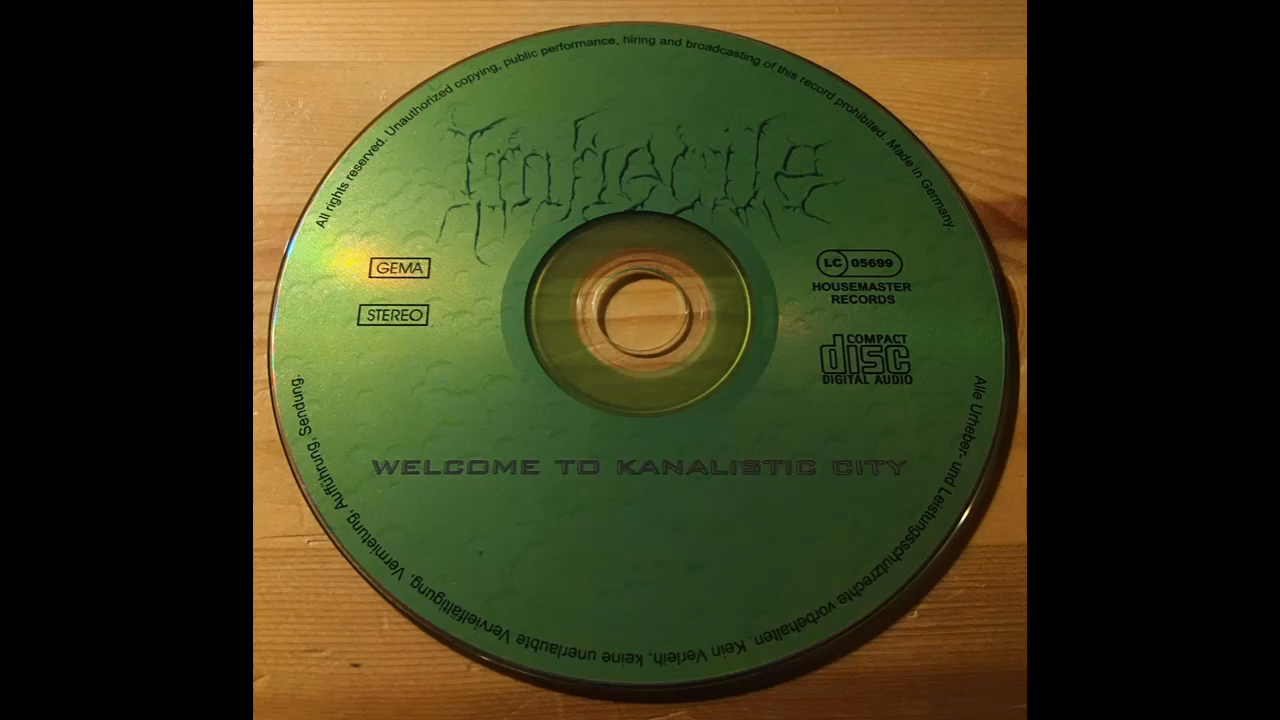 All rights reserved. Unauthorized copying, public performance, hiring and broadcasting of this record prohibited. Made in Germany.
Imbecile
GEMA
STEREO
LC 05699
HOUSEMASTER
RECORDS
COMPACT
disc
DIGITAL AUDIO
WELCOME TO KANALISTIC CITY
Alle Urheber- und Leistungsschutzrechte vorbehalten. Kein Verleih, keine unerlaubte Vervielfältigung, Vermietung, Aufführung, Sendung.